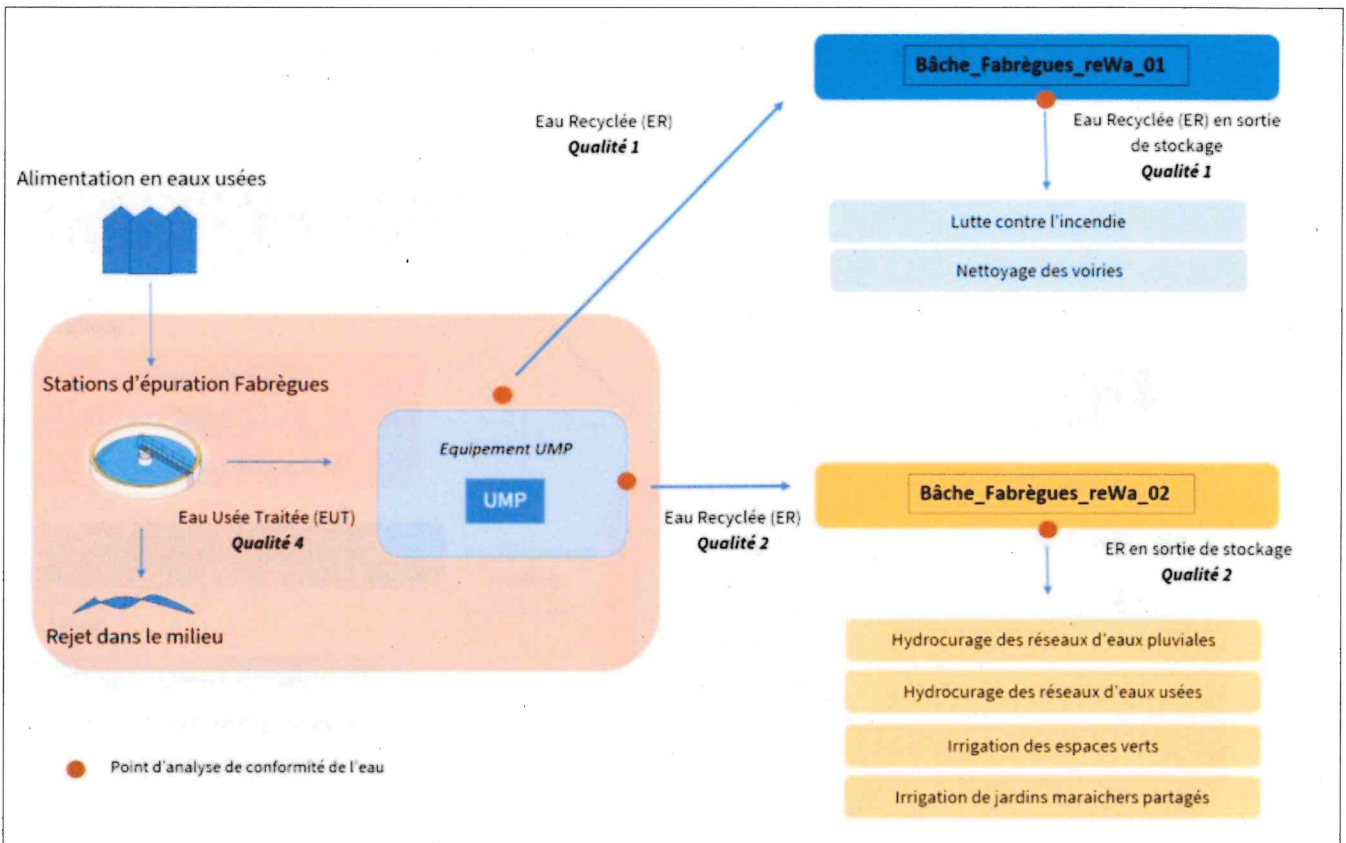 Bâche_Fabrègues_reWa_01
Eau Recyclée (ER)
Qualité 1
Eau Recyclée (ER) en sortie
de stockage
Qualité 1
Alimentation en eaux usées
Lutte contre l'incendie
Nettoyage des voiries
Stations d'épuration Fabrègues
Equipement UMP
UMP
Eau Usée Traitée (EUT)
Qualité 4
Eau Recyclée (ER)
Qualité 2
Bâche_Fabrègues_reWa_02
ER en sortie de stockage
Qualité 2
Rejet dans le milieu
Hydrocurage des réseaux d'eaux pluviales
Hydrocurage des réseaux d'eaux usées
Irrigation des espaces verts
Irrigation de jardins maraichers partagés
Point d'analyse de conformité de l'eau